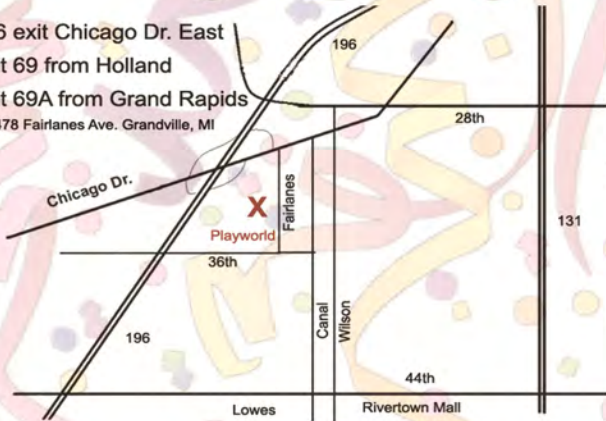 6 exit Chicago Dr. East
t 69 from Holland
t 69A from Grand Rapids
478 Fairlanes Ave. Grandville, MI
196
28th
Chicago Dr.
Fairlanes
X
131
Playworld
36th
Canal
Wilson
196
44th
Lowes
Rivertown Mall